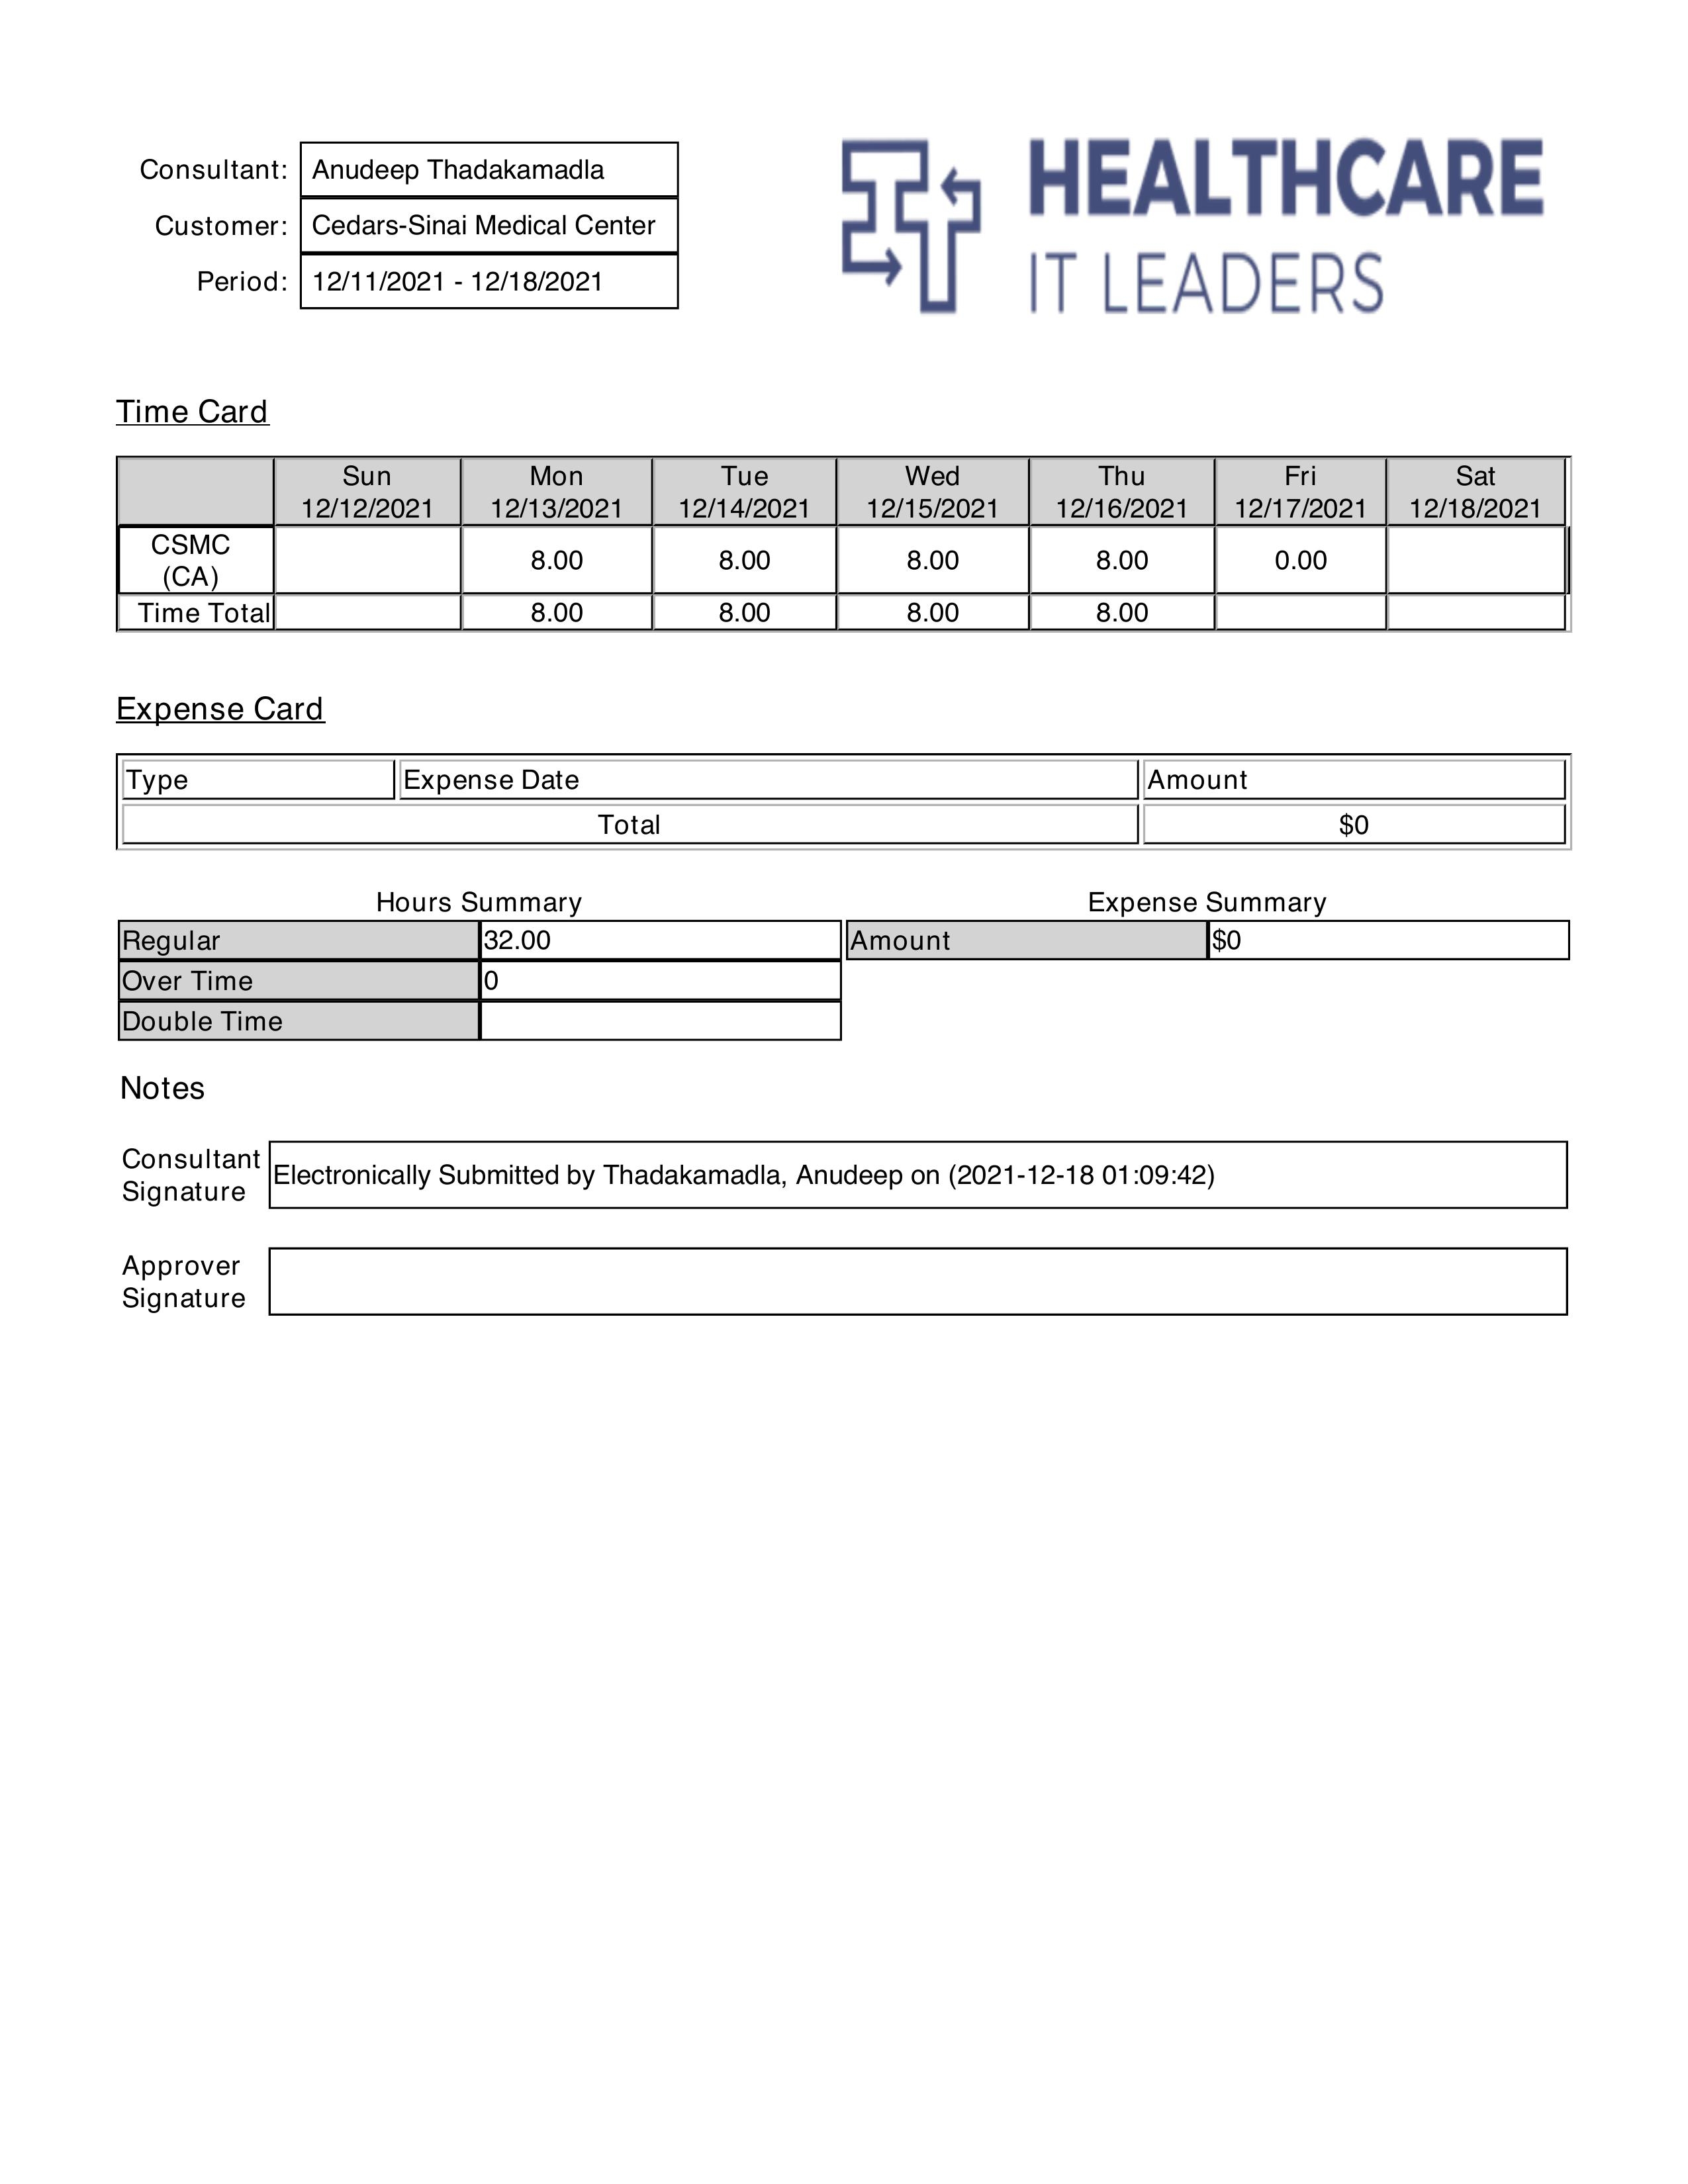 Consultant: Anudeep Thadakamadla
Customer: Cedars-Sinai Medical Center
Period: 12/11/2021 - 12/18/2021
HEALTHCARE
IT LEADERS
Time Card
Sun Mon Tue Wed Thu Fri Sat
12/12/2021 12/13/2021 12/14/2021 12/15/2021 12/16/2021 12/17/2021 12/18/2021
CSMC
(CA)
8.00 8.00 8.00 8.00 0.00
Time Total 8.00 8.00 8.00 8.00
Expense Card
Type Expense Date Amount
Total $0
Hours Summary
Regular 32.00
Over Time 0
Double Time
Expense Summary
Amount $0
Notes
Consultant
Signature
Electronically Submitted by Thadakamadla, Anudeep on (2021-12-18 01:09:42)
Approver
Signature